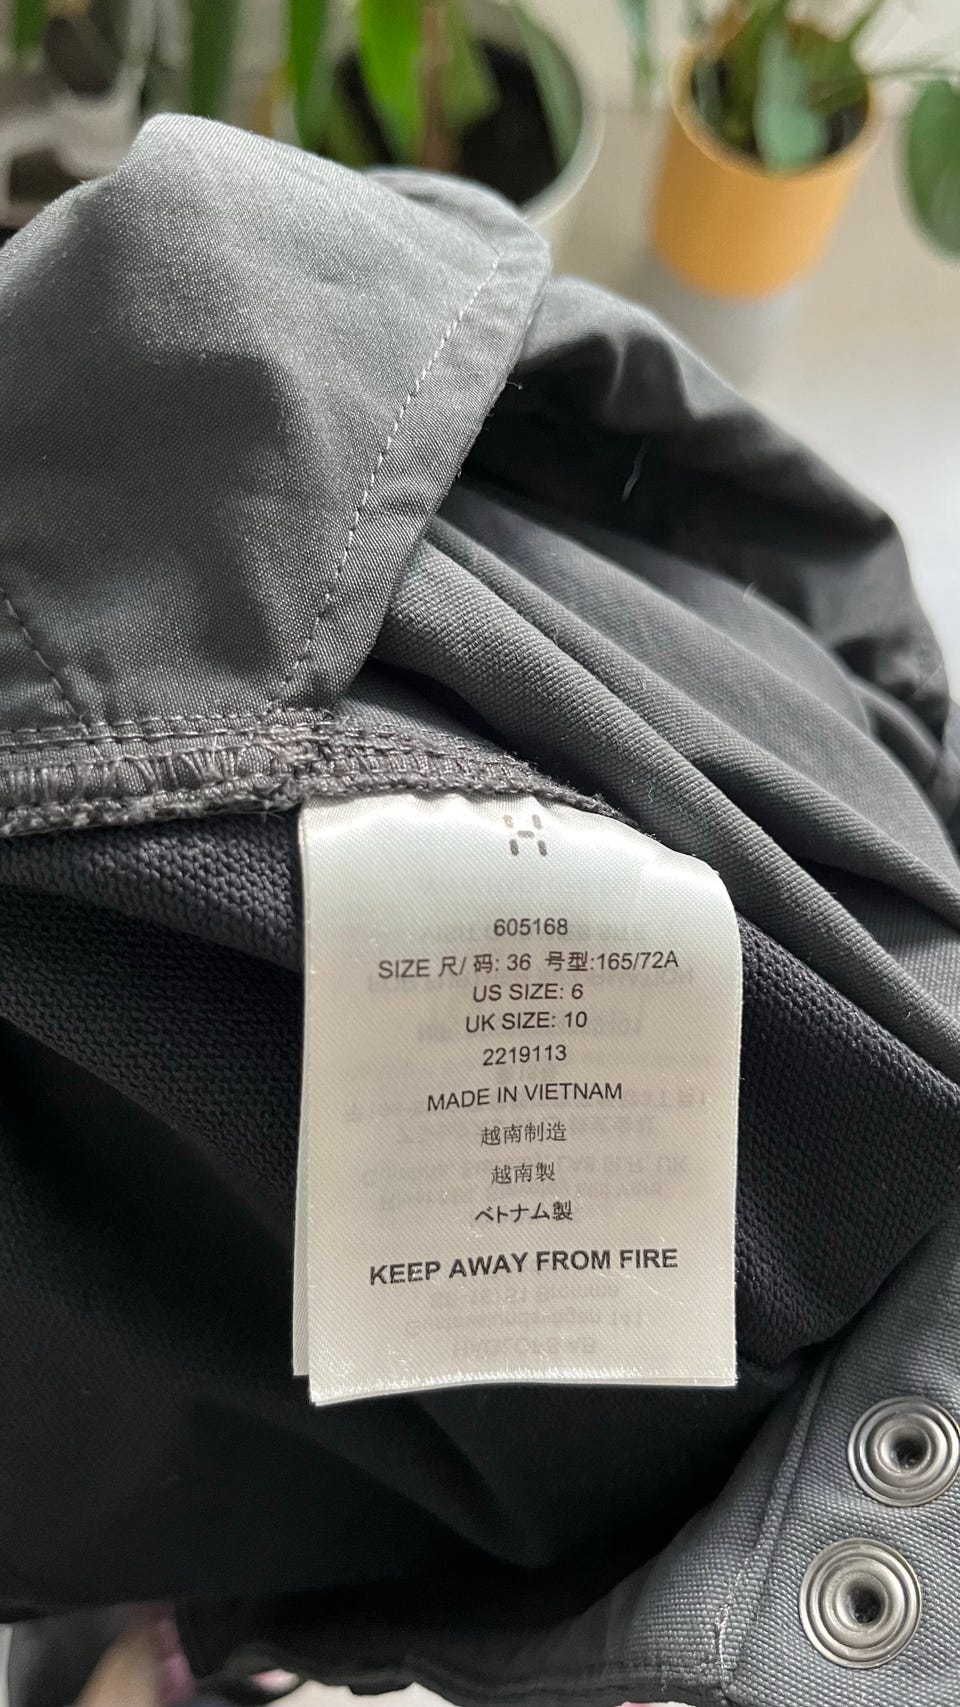 H
605168
SIZE 尺/ 码: 36 号型:165/72A
US SIZE: 6
UK SIZE: 10
2219113
MADE IN VIETNAM
越南制造
越南製
ベトナム製
KEEP AWAY FROM FIRE